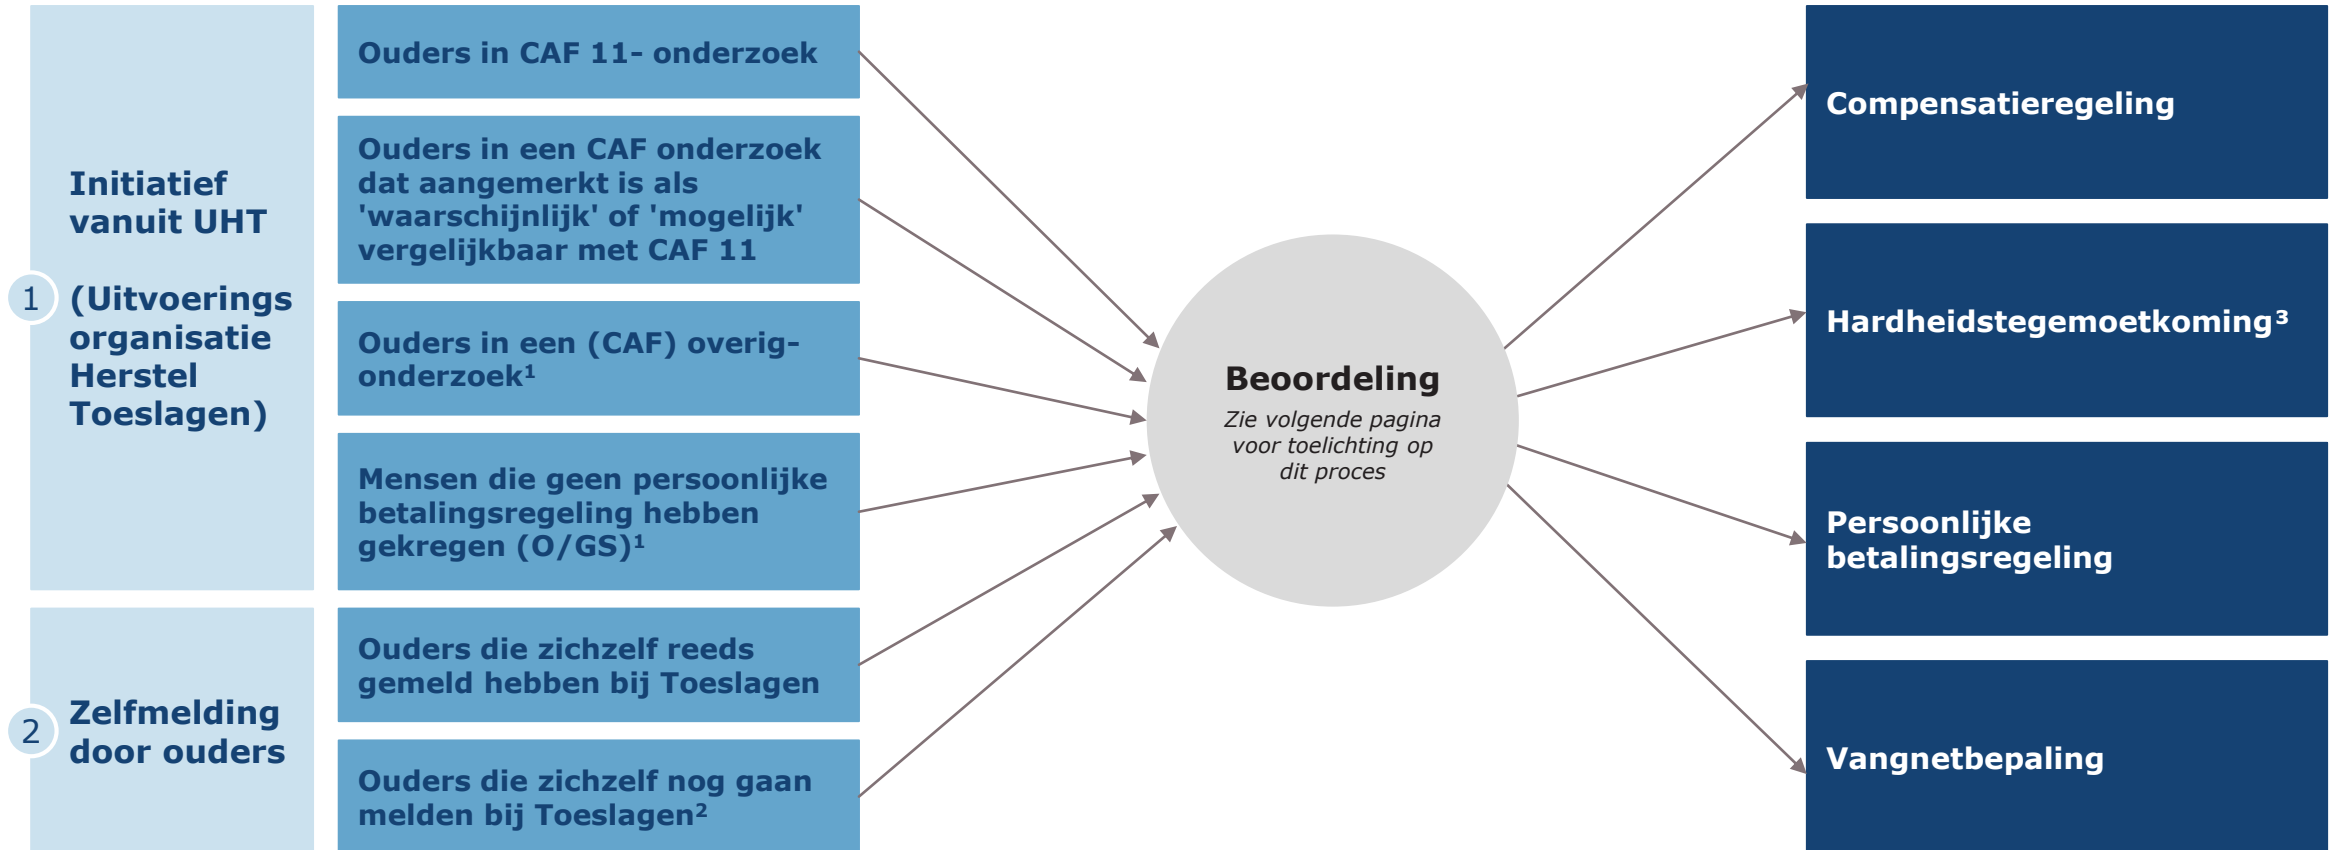 Initiatief
vanuit UHT
1
(Uitvoerings
organisatie
Herstel
Toeslagen)
Ouders in CAF 11- onderzoek
Ouders in een CAF onderzoek
dat aangemerkt is als
'waarschijnlijk' of 'mogelijk'
vergelijkbaar met CAF 11
Ouders in een (CAF) overig-
onderzoek¹
Mensen die geen persoonlijke
betalingsregeling hebben
gekregen (O/GS)¹
2
Zelfmelding
door ouders
Ouders die zichzelf reeds
gemeld hebben bij Toeslagen
Ouders die zichzelf nog gaan
melden bij Toeslagen²
Beoordeling
Zie volgende pagina
voor toelichting op
dit proces
Compensatieregeling
Hardheidstegemoetkoming³
Persoonlijke
betalingsregeling
Vangnetbepaling